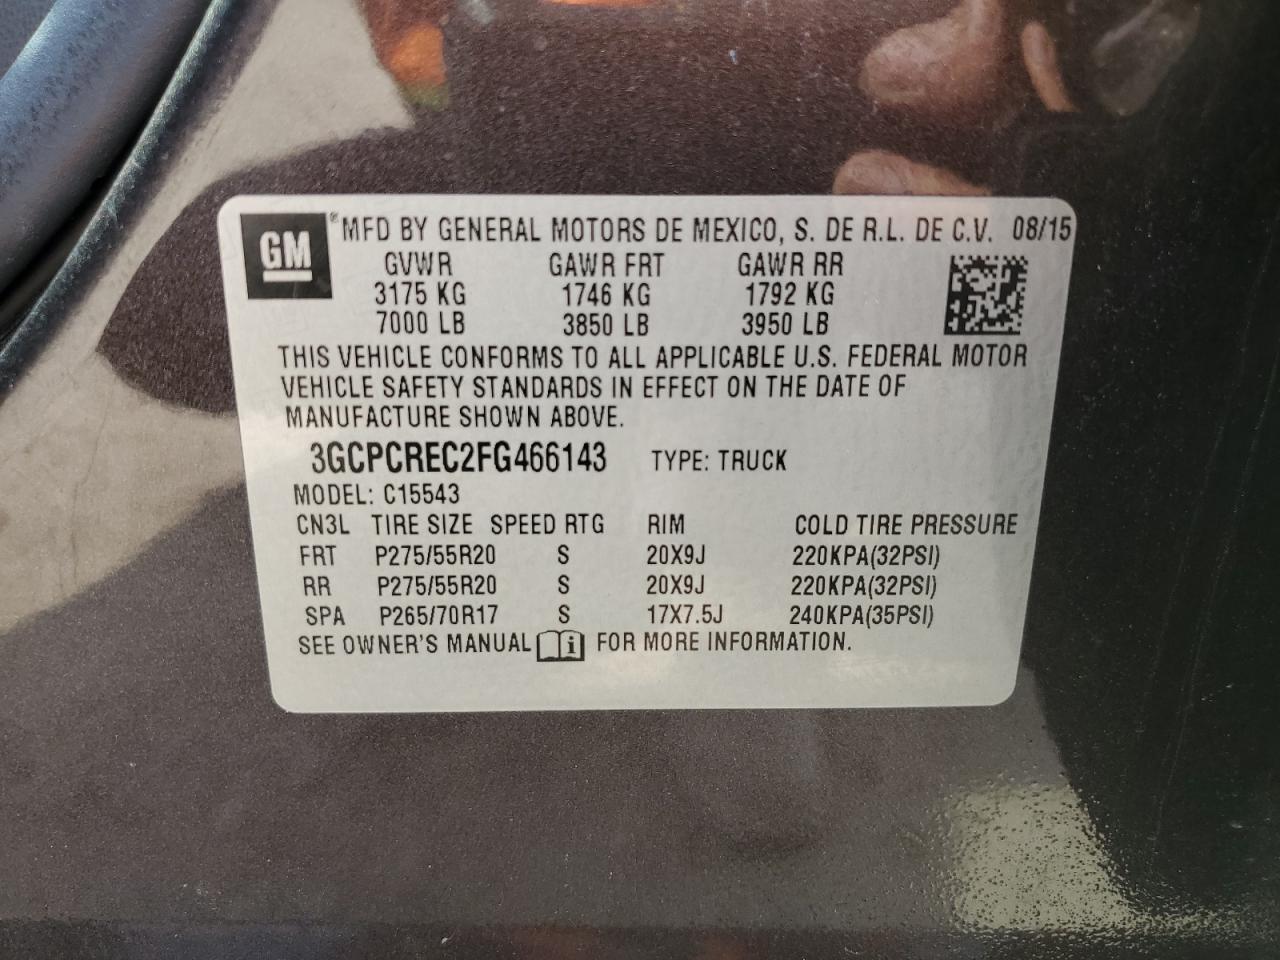 GM ® MFD BY GENERAL MOTORS DE MEXICO, S. DE R.L. DE C.V. 08/15
GVWR GAWR FRT GAWR RR
3175 KG 1746 KG 1792 KG
7000 LB 3850 LB 3950 LB
THIS VEHICLE CONFORMS TO ALL APPLICABLE U.S. FEDERAL MOTOR
VEHICLE SAFETY STANDARDS IN EFFECT ON THE DATE OF
MANUFACTURE SHOWN ABOVE.
3GCPCREC2FG466143 TYPE: TRUCK
MODEL: C15543
CN3L TIRE SIZE SPEED RTG RIM COLD TIRE PRESSURE
FRT P275/55R20 S 20X9J 220KPA(32PSI)
RR P275/55R20 S 20X9J 220KPA(32PSI)
SPA P265/70R17 S 17X7.5J 240KPA(35PSI)
SEE OWNER'S MANUAL i FOR MORE INFORMATION.